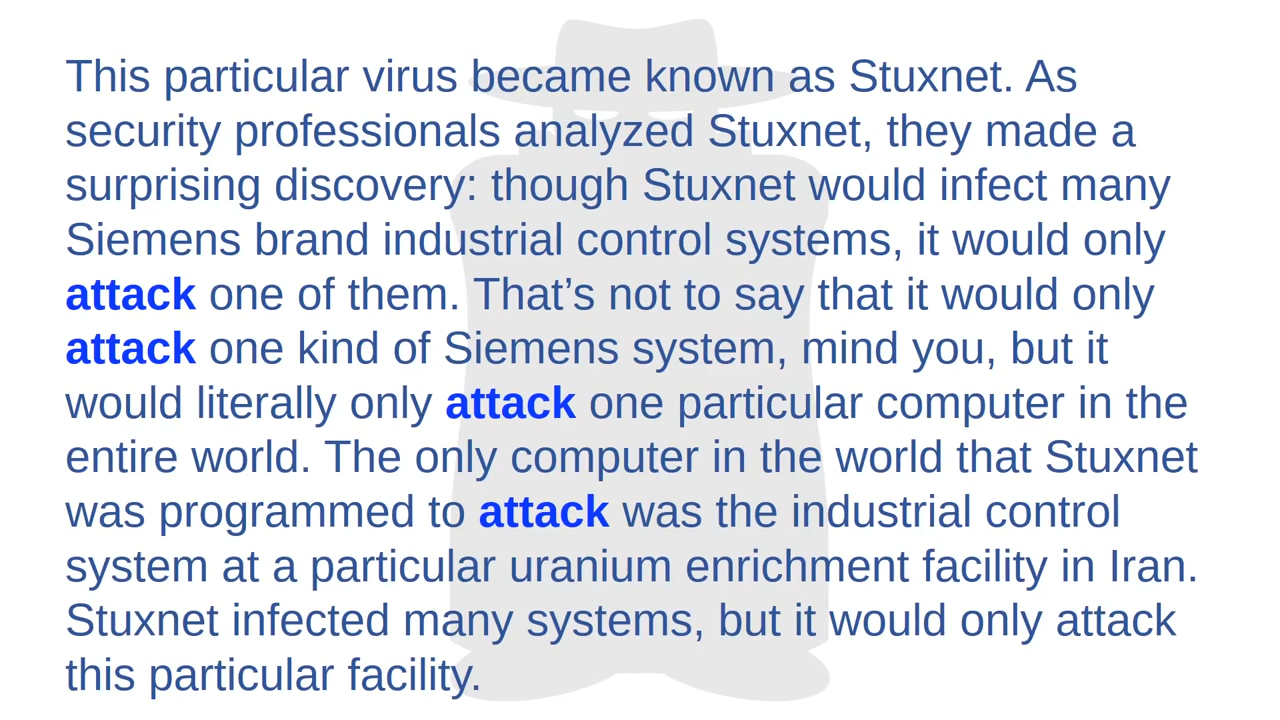 This particular virus became known as Stuxnet. As
security professionals analyzed Stuxnet, they made a
surprising discovery: though Stuxnet would infect many
Siemens brand industrial control systems, it would only
attack one of them. That’s not to say that it would only
attack one kind of Siemens system, mind you, but it
would literally only attack one particular computer in the
entire world. The only computer in the world that Stuxnet
was programmed to attack was the industrial control
system at a particular uranium enrichment facility in Iran.
Stuxnet infected many systems, but it would only attack
this particular facility.